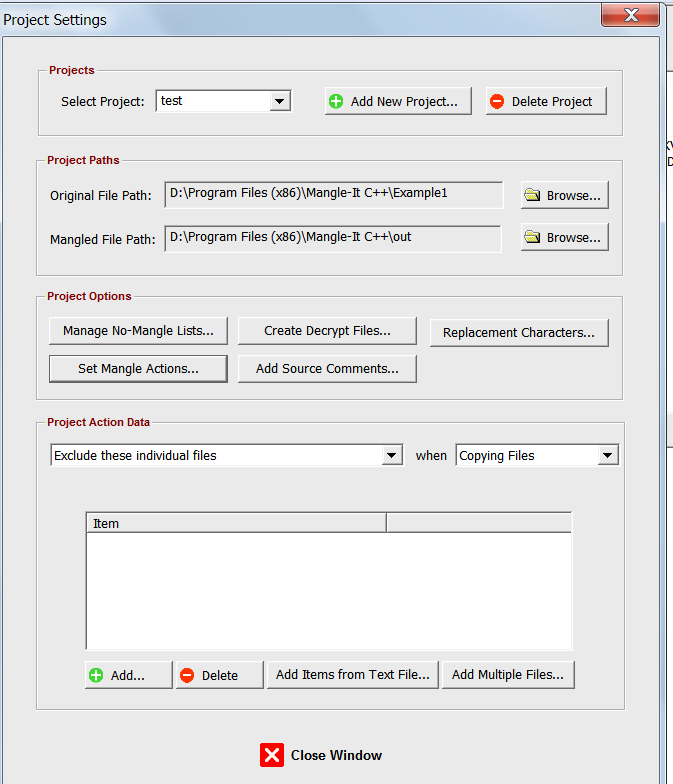 Project Settings
Projects
Select Project: test Add New Project... Delete Project
Project Paths
Original File Path: D:\Program Files (x86)\Mangle-It C++\Example1 Browse...
Mangled File Path: D:\Program Files (x86)\Mangle-It C++\out Browse...
Project Options
Manage No-Mangle Lists... Create Decrypt Files... Replacement Characters...
Set Mangle Actions... Add Source Comments...
Project Action Data
Exclude these individual files when Copying Files
Item
Add... Delete Add Items from Text File... Add Multiple Files...
Close Window